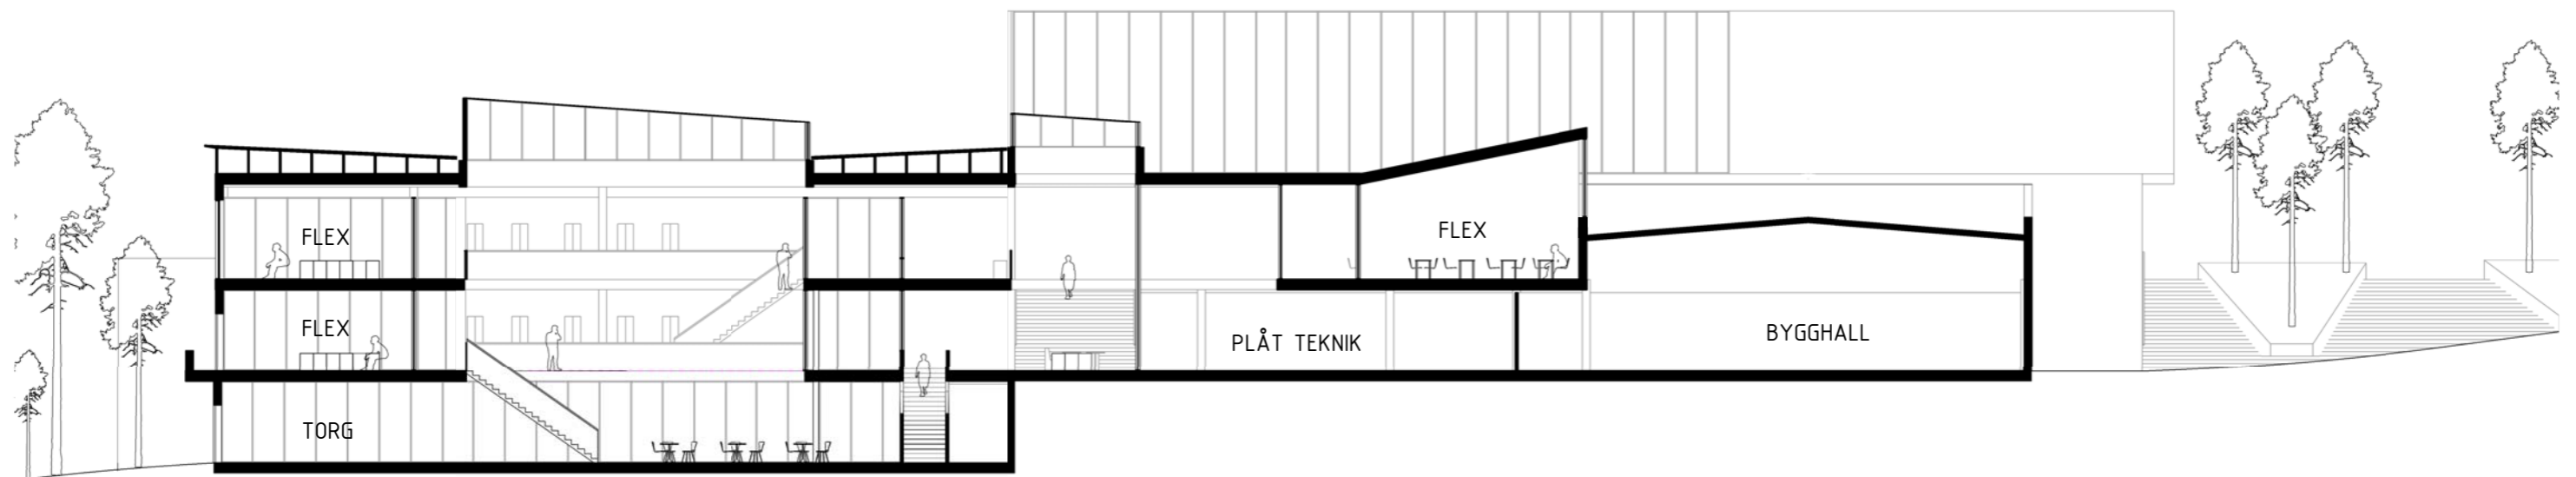 FLEX
FLEX
FLEX
PLÅT TEKNIK
BYGGHALL
TORG